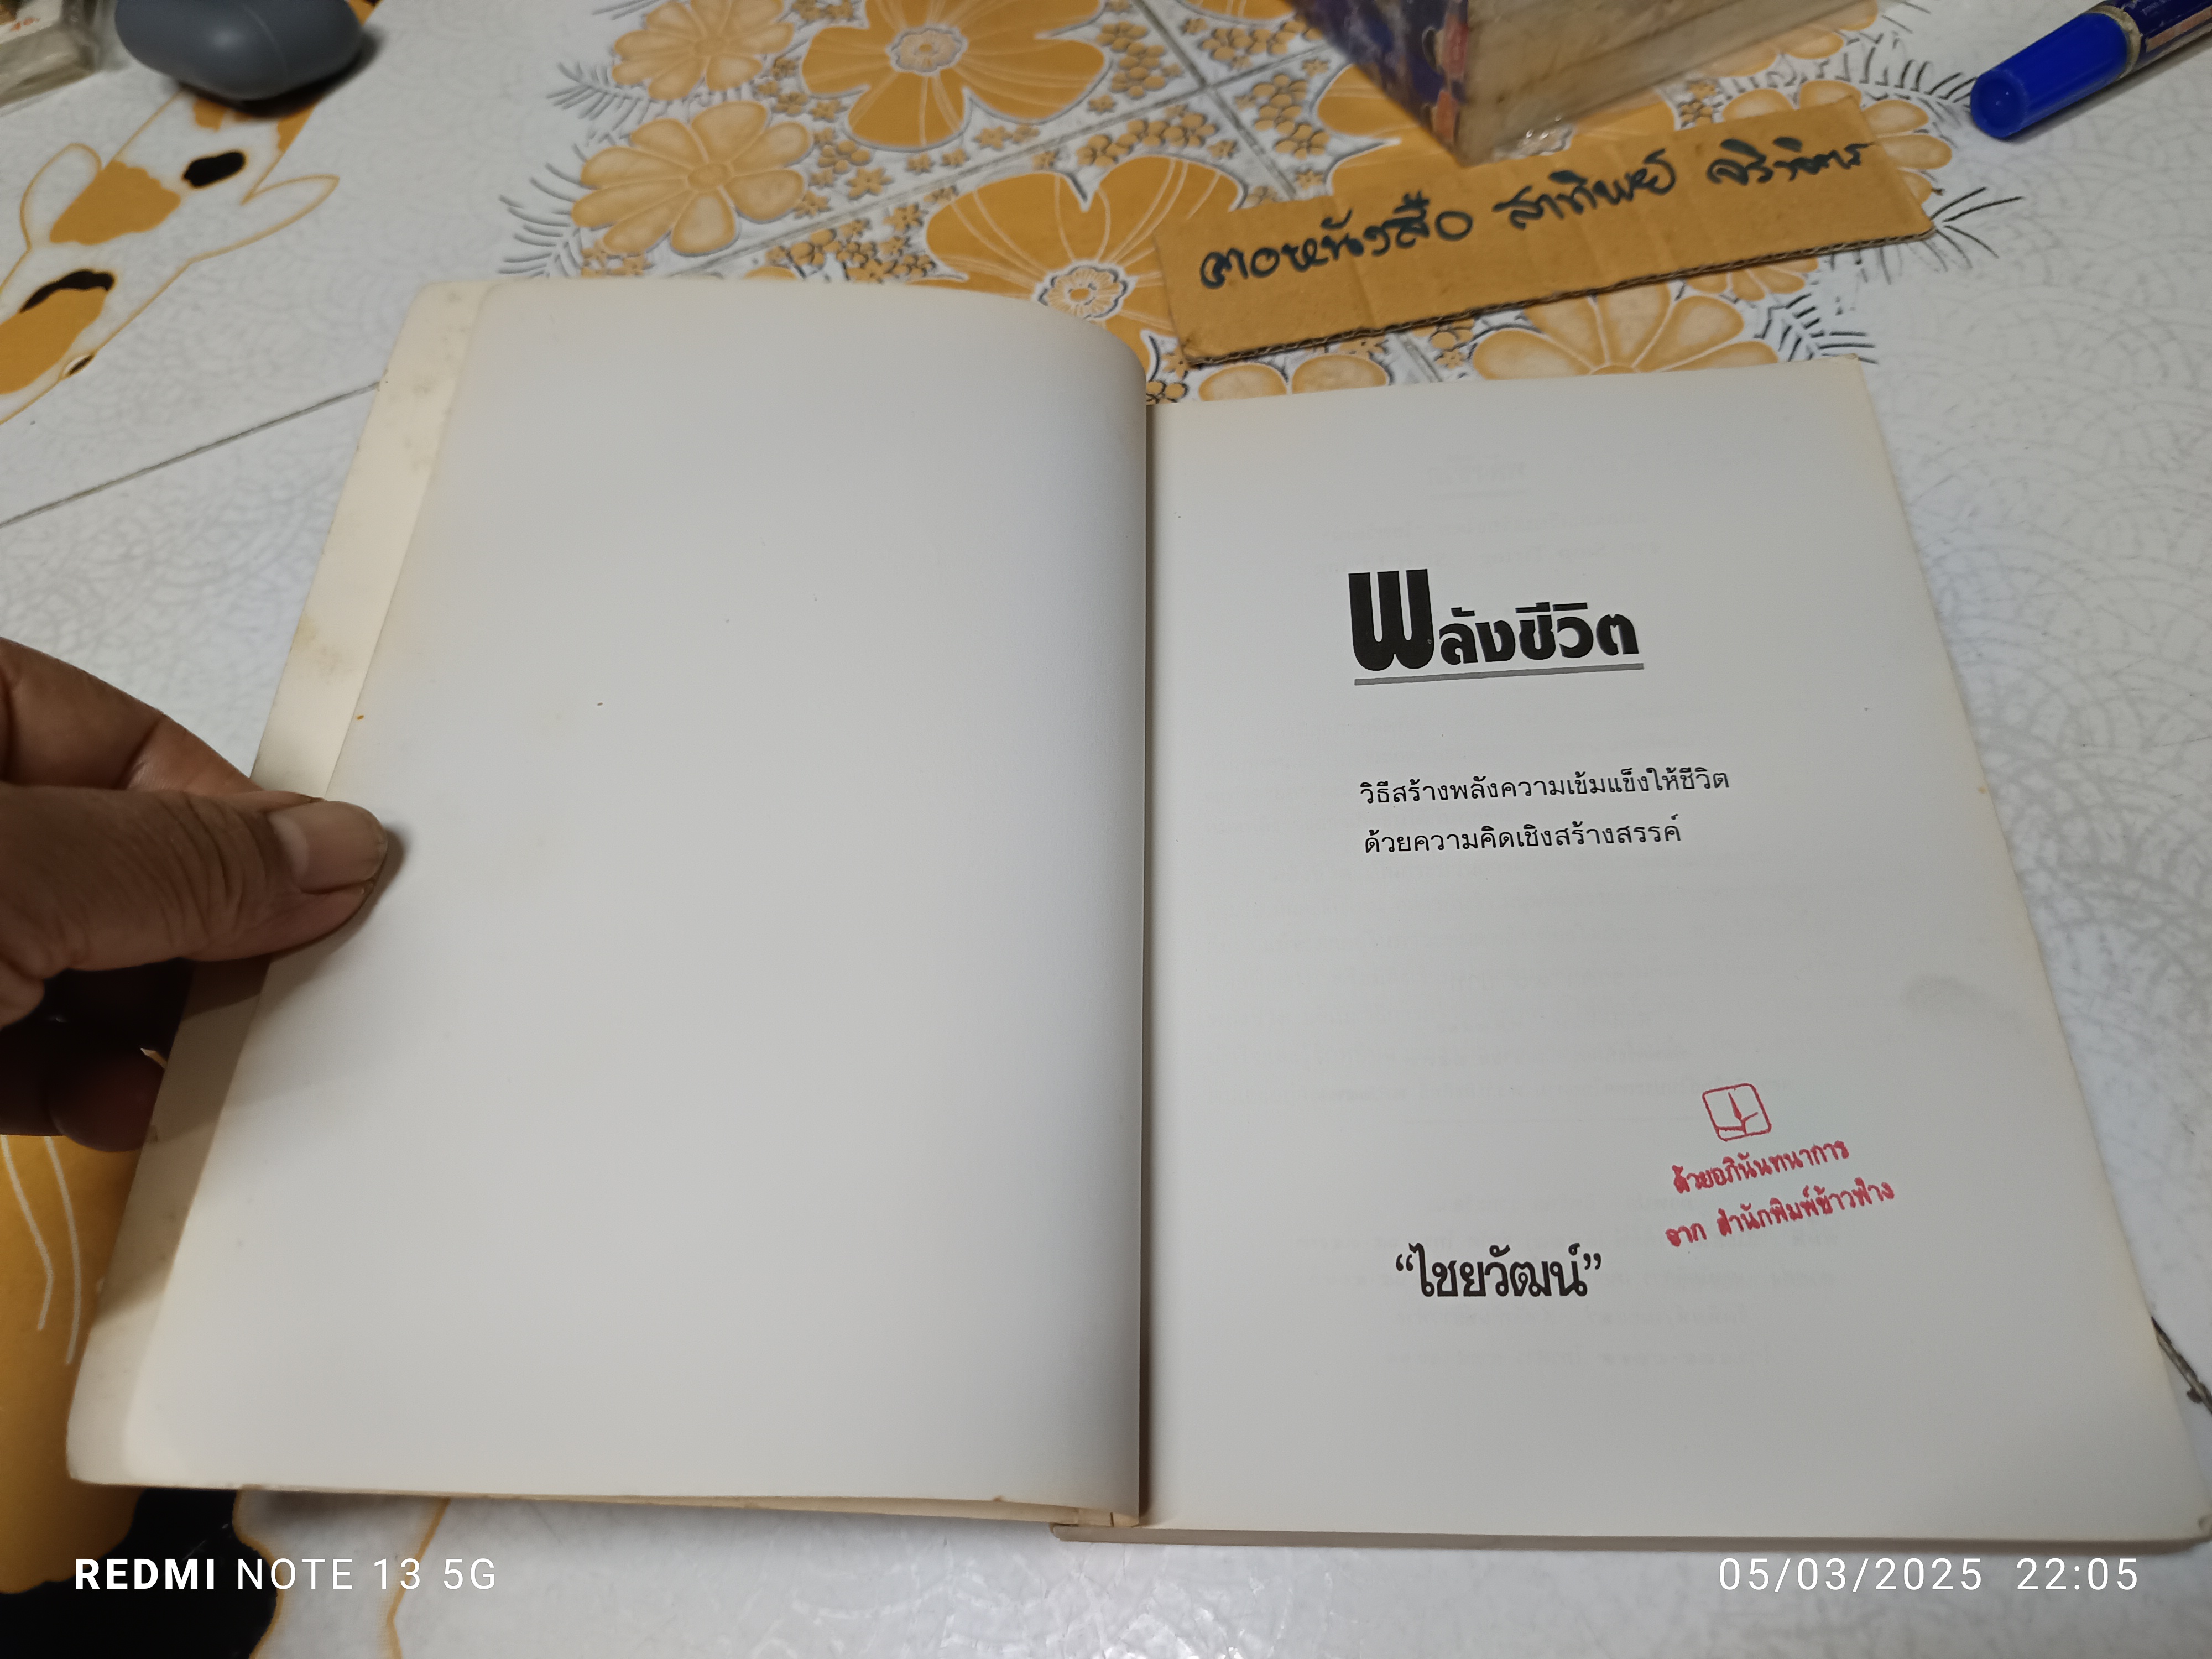 ตอหนังสือ สาทิพย์ จริวิตร
พลังชีวิต
วิธีสร้างพลังความเข้มแข็งให้ชีวิต
ด้วยความคิดเชิงสร้างสรรค์
ด้วยอภินันทนาการ
จาก สำนักพิมพ์ข้าวฟ่าง
“ไชยวัฒน์”
REDMI NOTE 13 5G
05/03/2025 22:05